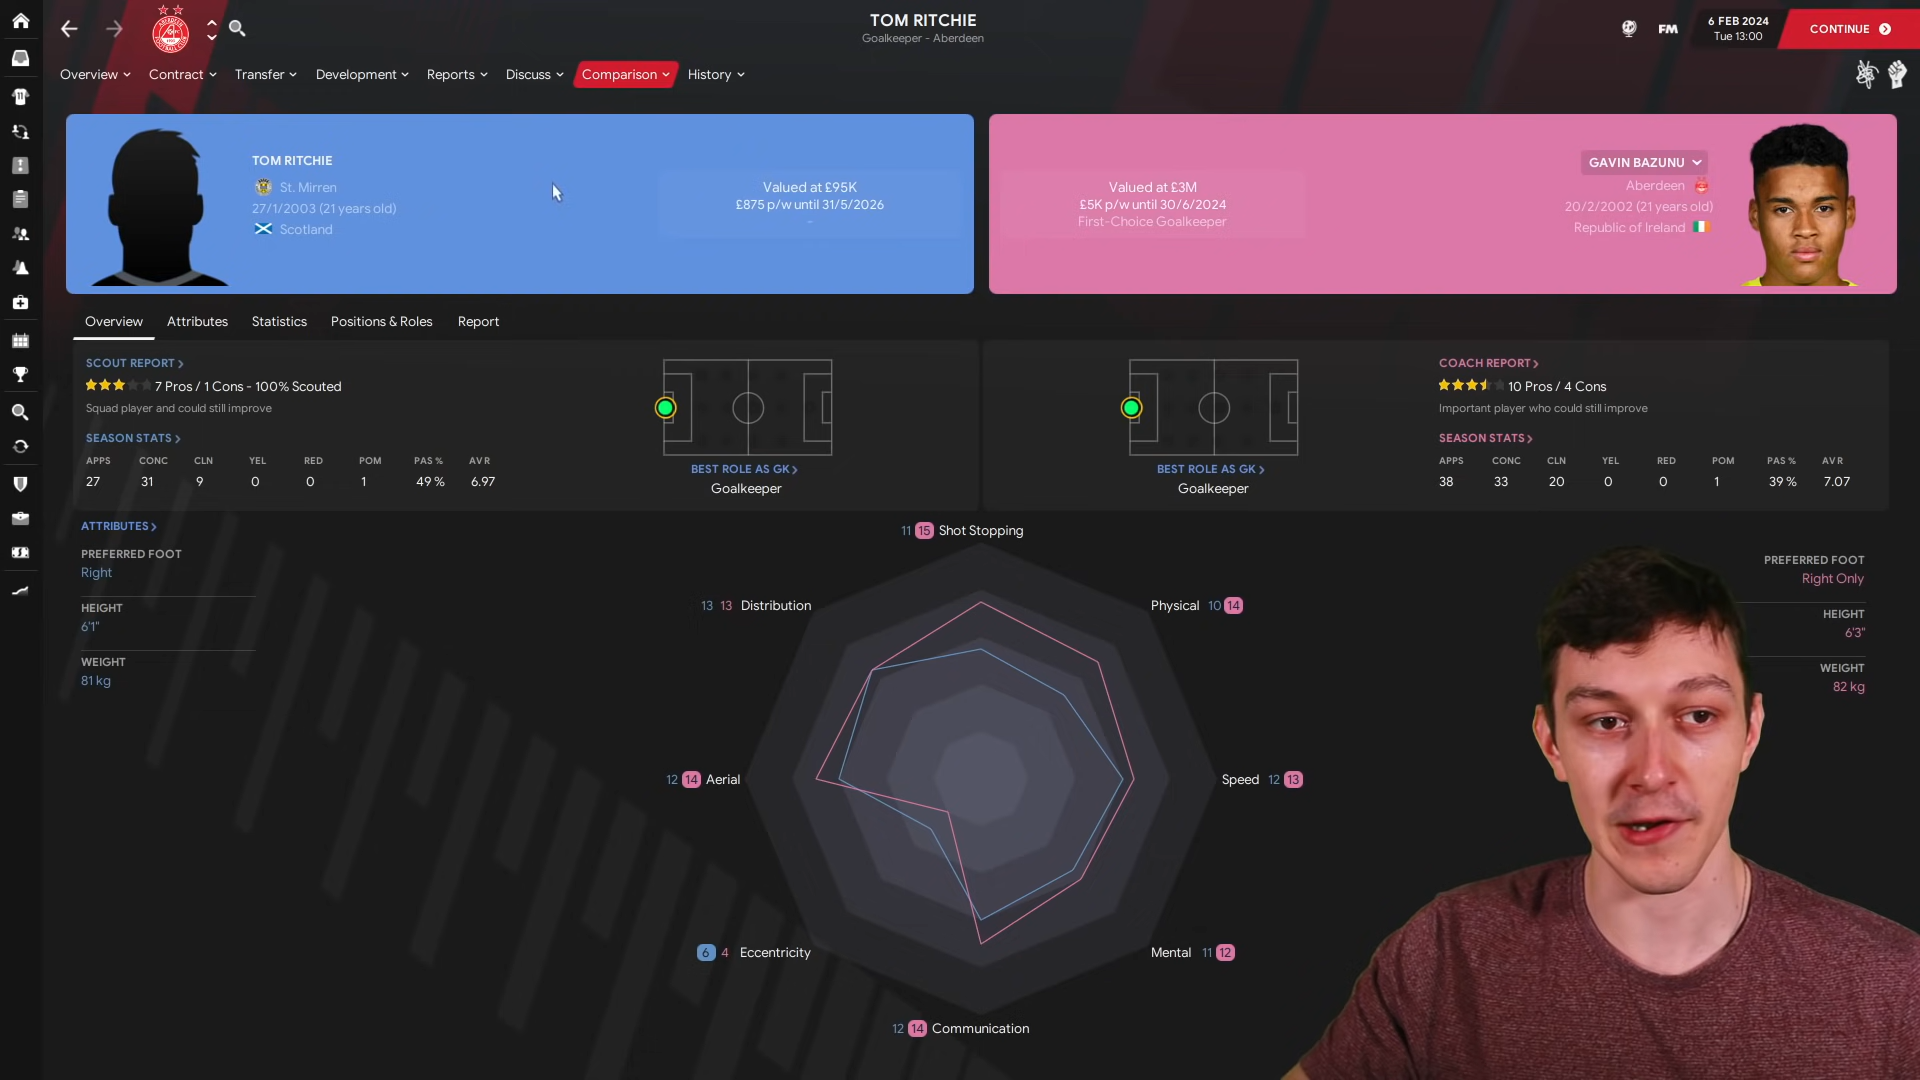 TOM RITCHIE
Goalkeeper - Aberdeen
FM
6 FEB 2024
Tue 13:00
CONTINUE
Overview
Contract
Transfer
Development
Reports
Discuss
Comparison
History
TOM RITCHIE
St. Mirren
27/1/2003 (21 years old)
Scotland
Valued at £95K
£875 p/w until 31/5/2026
-
Valued at £3M
£5K p/w until 30/6/2024
First-Choice Goalkeeper
GAVIN BAZUNU
Aberdeen
20/2/2002 (21 years old)
Republic of Ireland
Overview
Attributes
Statistics
Positions & Roles
Report
SCOUT REPORT
7 Pros / 1 Cons - 100% Scouted
Squad player and could still improve
SEASON STATS
APPS CONC CLN YEL RED POM PAS % AV R
27 31 9 0 0 1 49 % 6.97
BEST ROLE AS GK
Goalkeeper
BEST ROLE AS GK
Goalkeeper
COACH REPORT
10 Pros / 4 Cons
Important player who could still improve
SEASON STATS
APPS CONC CLN YEL RED POM PAS % AV R
38 33 20 0 0 1 39 % 7.07
ATTRIBUTES
PREFERRED FOOT
Right
HEIGHT
6'1"
WEIGHT
81 kg
11 15 Shot Stopping
13 13 Distribution
Physical 10 14
12 14 Aerial
Speed 12 13
6 4 Eccentricity
Mental 11 12
12 14 Communication
PREFERRED FOOT
Right Only
HEIGHT
6'3"
WEIGHT
82 kg